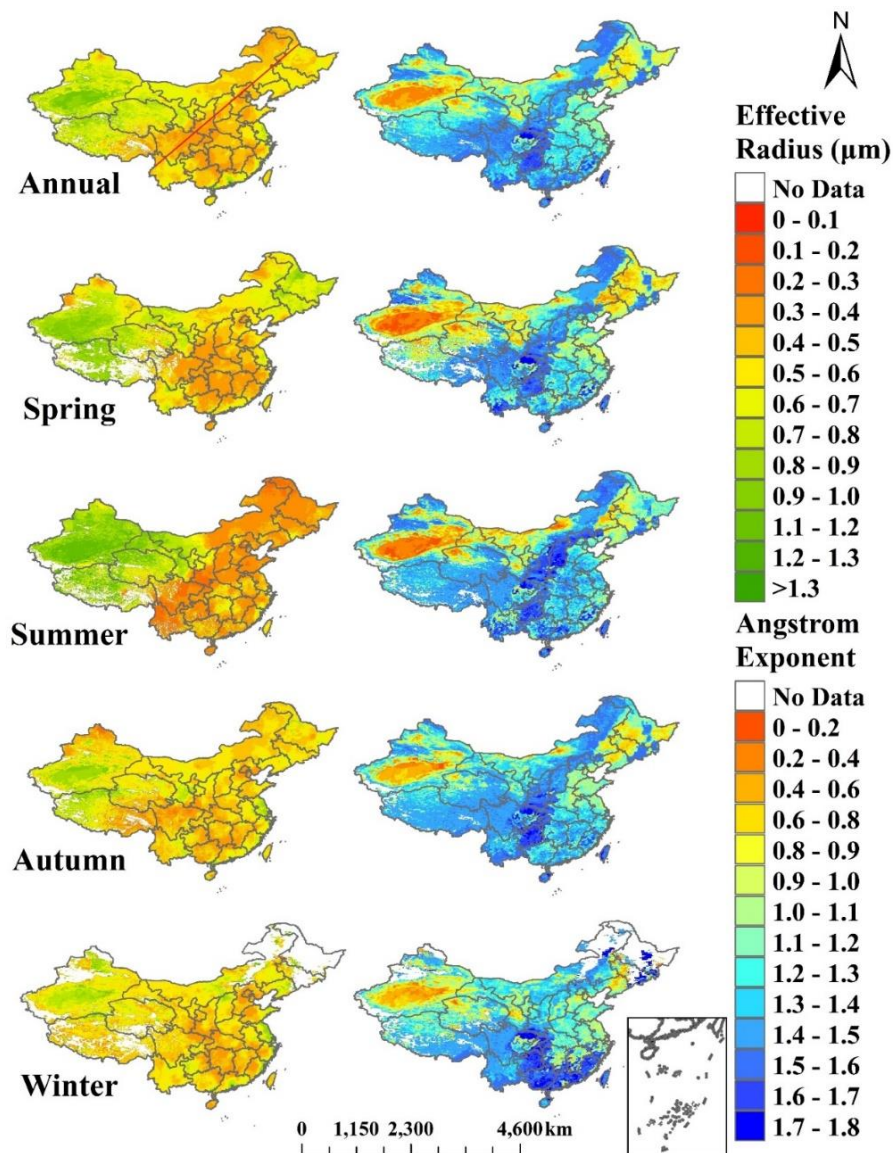 N
Annual
Spring
Summer
Autumn
Winter
Effective
Radius (μm)
No Data
0 - 0.1
0.1 - 0.2
0.2 - 0.3
0.3 - 0.4
0.4 - 0.5
0.5 - 0.6
0.6 - 0.7
0.7 - 0.8
0.8 - 0.9
0.9 - 1.0
1.1 - 1.2
1.2 - 1.3
>1.3
Angstrom
Exponent
No Data
0 - 0.2
0.2 - 0.4
0.4 - 0.6
0.6 - 0.8
0.8 - 0.9
0.9 - 1.0
1.0 - 1.1
1.1 - 1.2
1.2 - 1.3
1.3 - 1.4
1.4 - 1.5
1.5 - 1.6
1.6 - 1.7
1.7 - 1.8
0 1,150 2,300 4,600 km